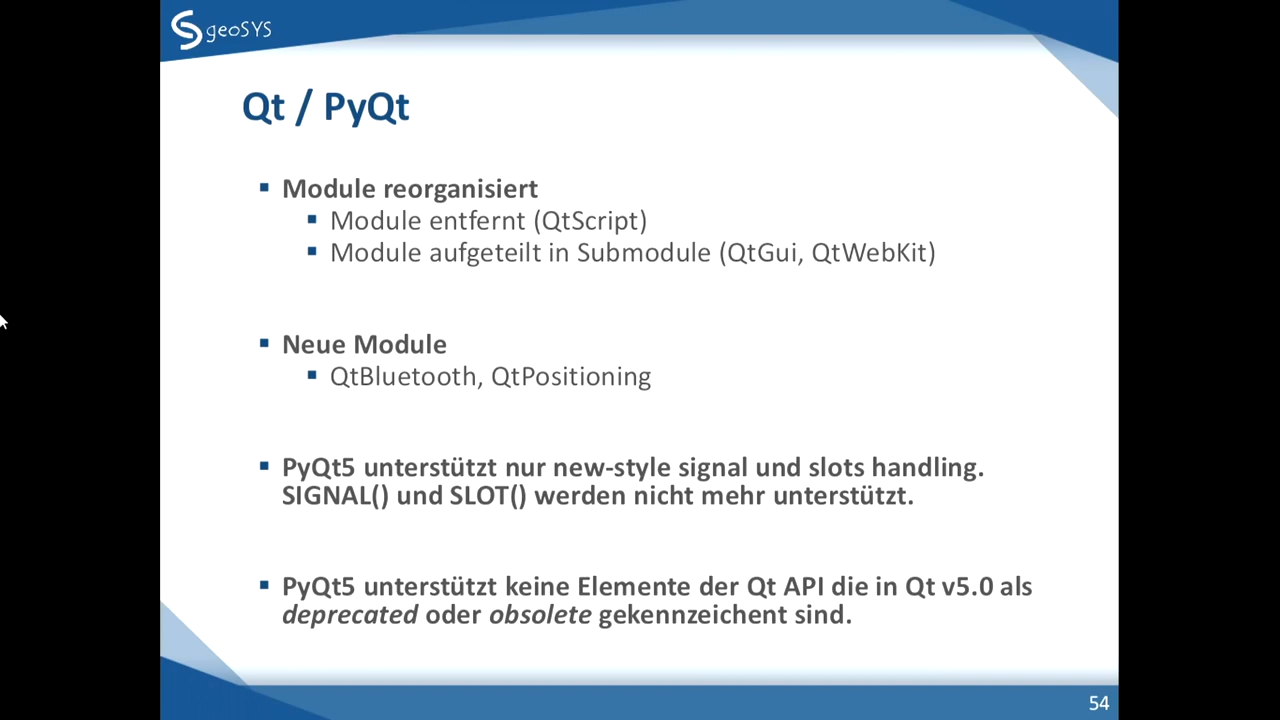 geoSYS
Qt / PyQt
Module reorganisiert
Module entfernt (QtScript)
Module aufgeteilt in Submodule (QtGui, QtWebKit)
Neue Module
QtBluetooth, QtPositioning
PyQt5 unterstützt nur new-style signal und slots handling.
SIGNAL() und SLOT() werden nicht mehr unterstützt.
PyQt5 unterstützt keine Elemente der Qt API die in Qt v5.0 als
deprecated oder obsolete gekennzeichent sind.
54